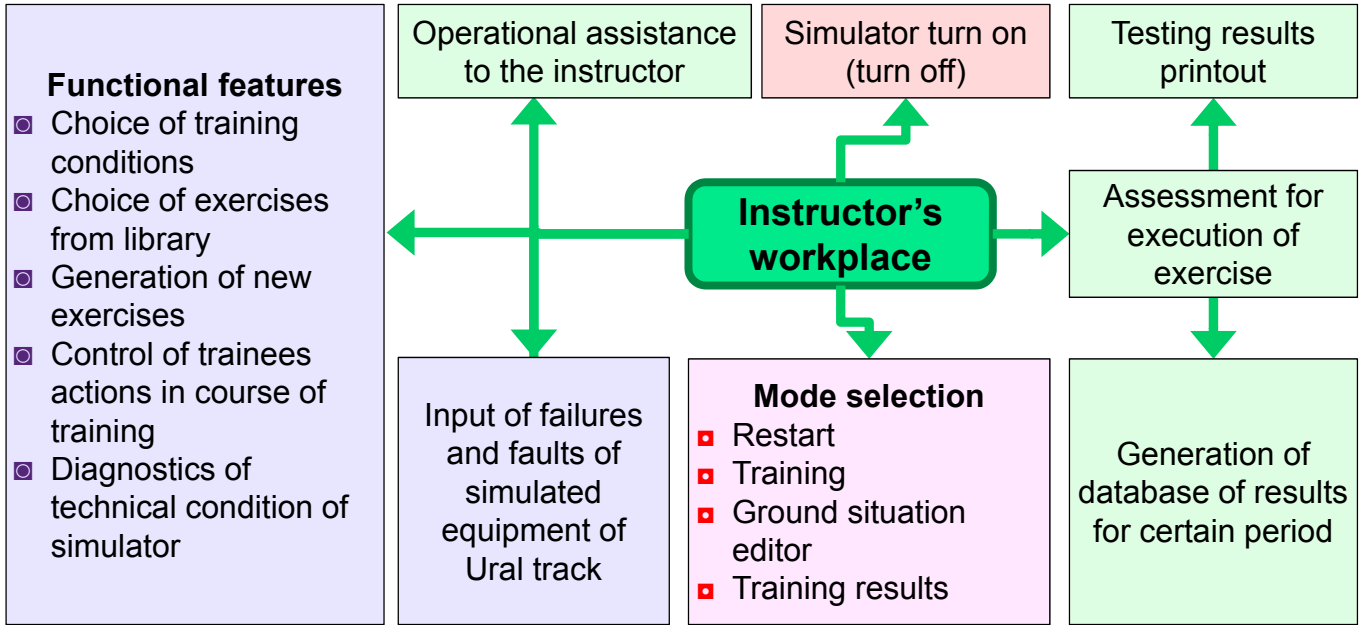 Functional features
Choice of training
conditions
Choice of exercises
from library
Generation of new
exercises
Control of trainees
actions in course of
training
Diagnostics of
technical condition of
simulator
Operational assistance
to the instructor
Simulator turn on
(turn off)
Testing results
printout
Instructor’s
workplace
Assessment for
execution of
exercise
Input of failures
and faults of
simulated
equipment of
Ural track
Mode selection
Restart
Training
Ground situation
editor
Training results
Generation of
database of results
for certain period